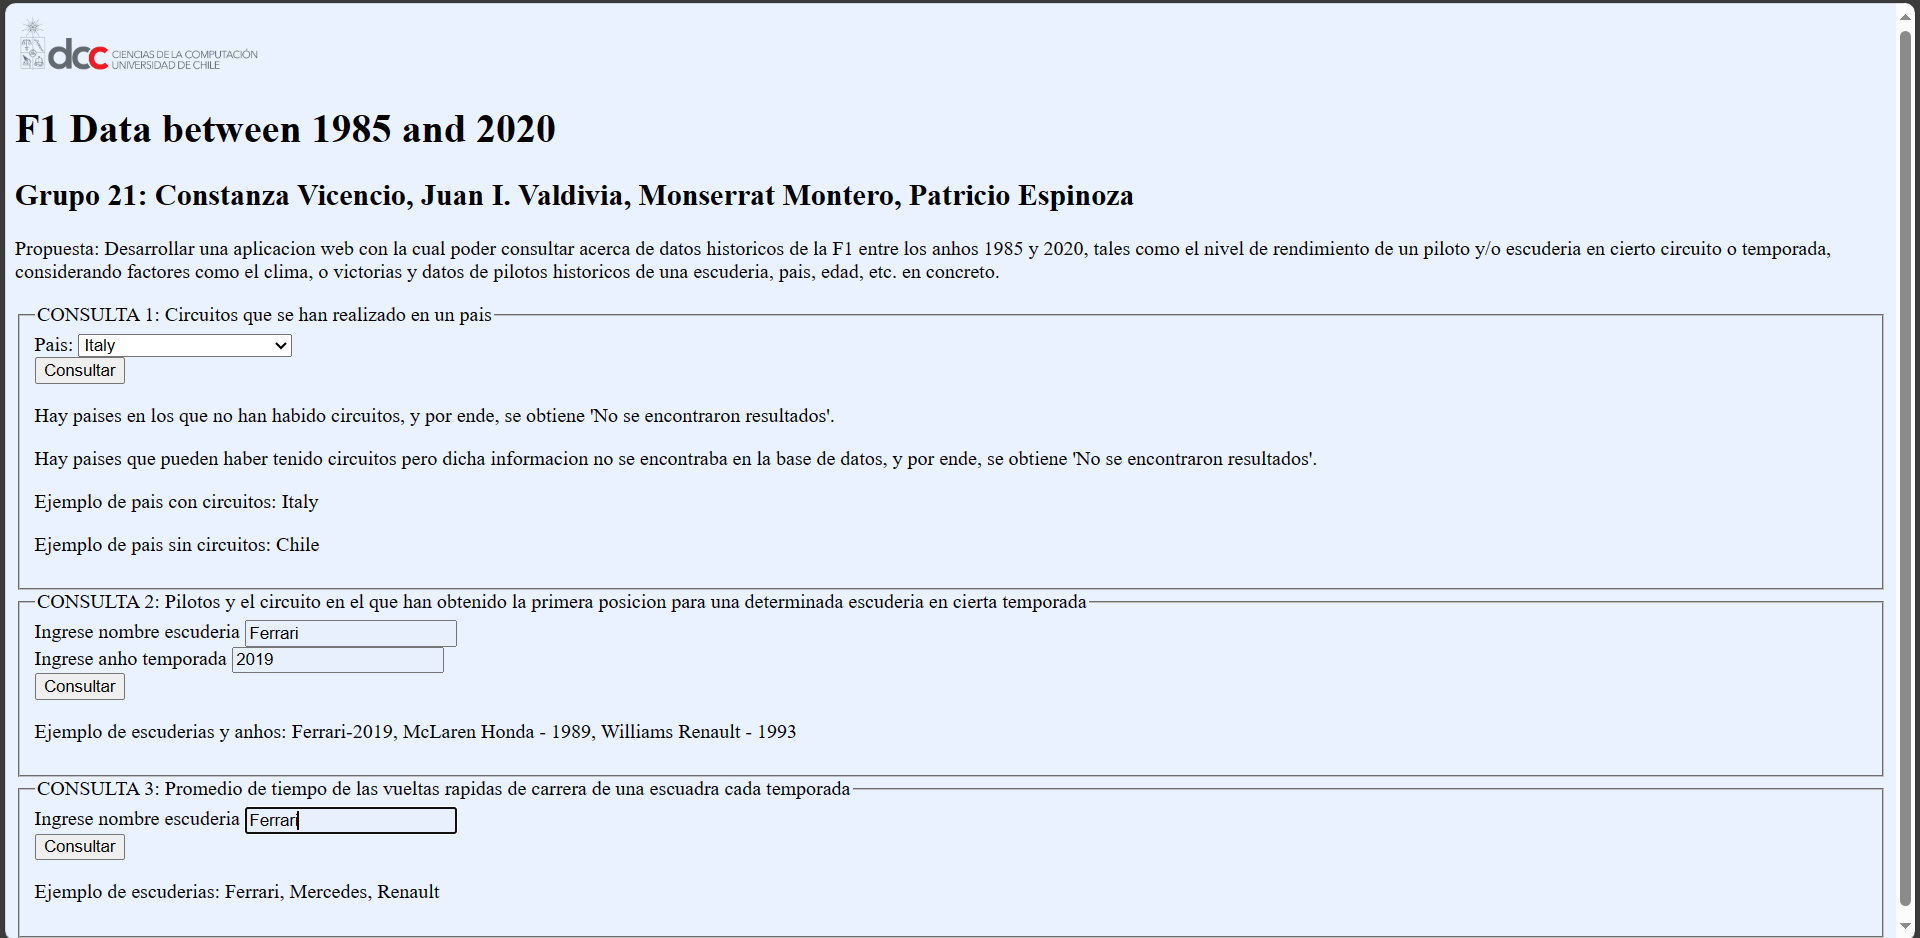 dcc CIENCIAS DE LA COMPUTACIÓN
UNIVERSIDAD DE CHILE
F1 Data between 1985 and 2020
Grupo 21: Constanza Vicencio, Juan I. Valdivia, Monserrat Montero, Patricio Espinoza
Propuesta: Desarrollar una aplicacion web con la cual poder consultar acerca de datos historicos de la F1 entre los anhos 1985 y 2020, tales como el nivel de rendimiento de un piloto y/o escuderia en cierto circuito o temporada,
considerando factores como el clima, o victorias y datos de pilotos historicos de una escuderia, pais, edad, etc. en concreto.
CONSULTA 1: Circuitos que se han realizado en un pais
Pais: Italy
Consultar
Hay paises en los que no han habido circuitos, y por ende, se obtiene 'No se encontraron resultados'.
Hay paises que pueden haber tenido circuitos pero dicha informacion no se encontraba en la base de datos, y por ende, se obtiene 'No se encontraron resultados'.
Ejemplo de pais con circuitos: Italy
Ejemplo de pais sin circuitos: Chile
CONSULTA 2: Pilotos y el circuito en el que han obtenido la primera posicion para una determinada escuderia en cierta temporada
Ingrese nombre escuderia Ferrari
Ingrese anho temporada 2019
Consultar
Ejemplo de escuderias y anhos: Ferrari-2019, McLaren Honda - 1989, Williams Renault - 1993
CONSULTA 3: Promedio de tiempo de las vueltas rapidas de carrera de una escuadra cada temporada
Ingrese nombre escuderia Ferrari
Consultar
Ejemplo de escuderias: Ferrari, Mercedes, Renault